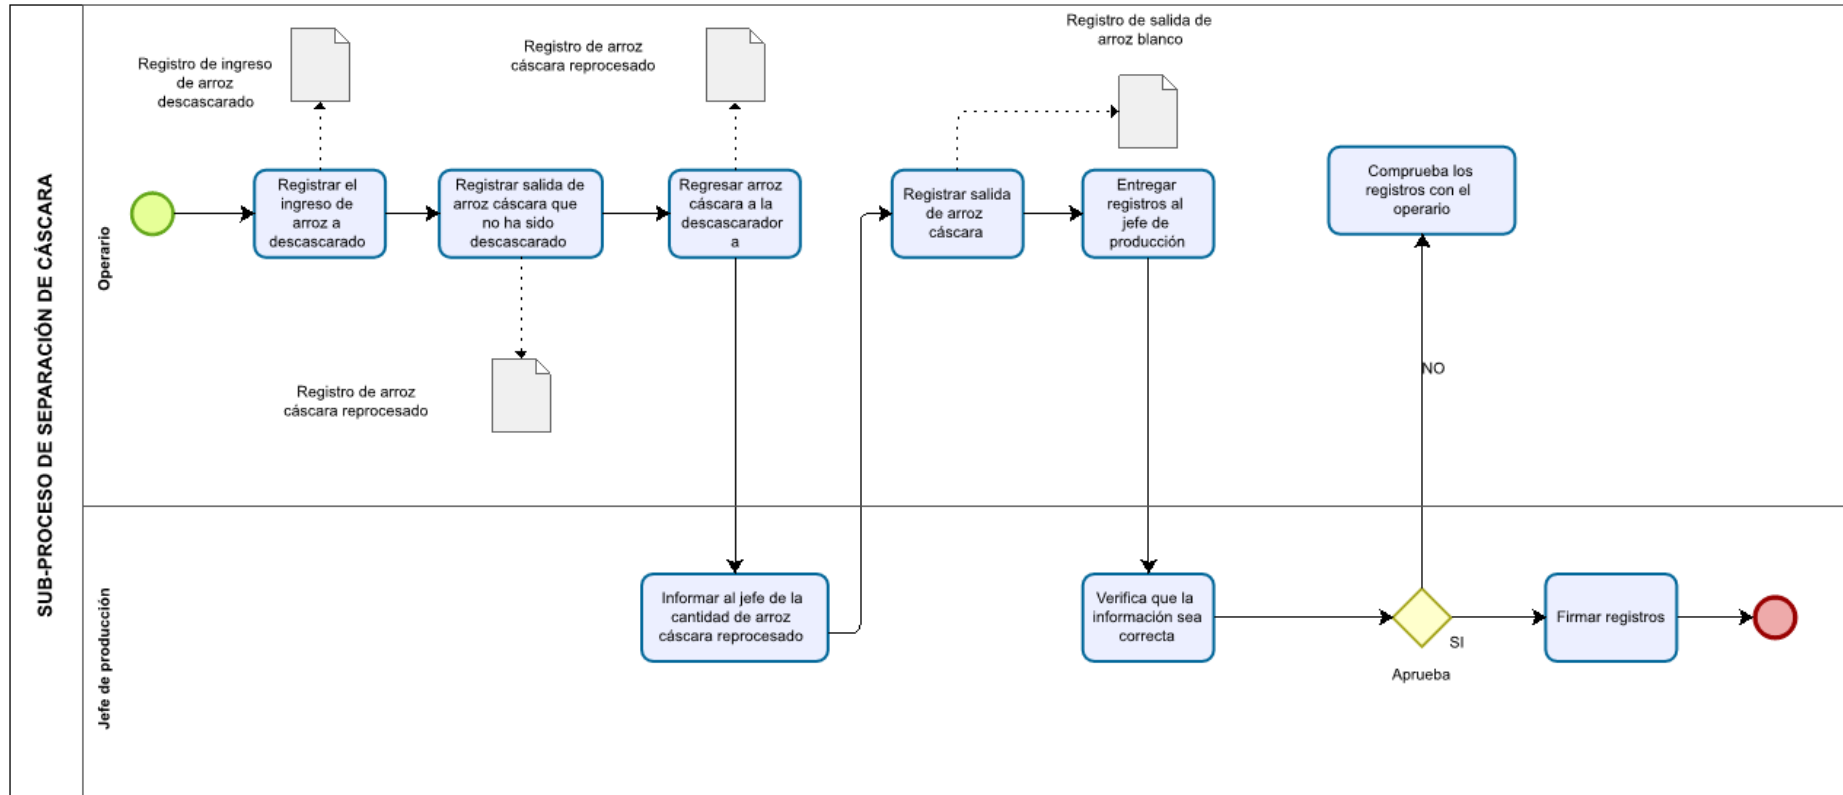 SUB-PROCESO DE SEPARACIÓN DE CÁSCARA
Operario
Registro de ingreso
de arroz
descascarado
Registro de arroz
cáscara reprocesado
Registro de salida de
arroz blanco
Registrar el
ingreso de
arroz a
descascarado
Registrar salida de
arroz cáscara que
no ha sido
descascarado
Regresar arroz
cáscara a la
descascarador
a
Registrar salida
de arroz
cáscara
Entregar
registros al
jefe de
producción
Comprueba los
registros con el
operario
Registro de arroz
cáscara reprocesado
NO
Jefe de producción
Informar al jefe de la
cantidad de arroz
cáscara reprocesado
Verifica que la
información sea
correcta
SI
Aprueba
Firmar registros